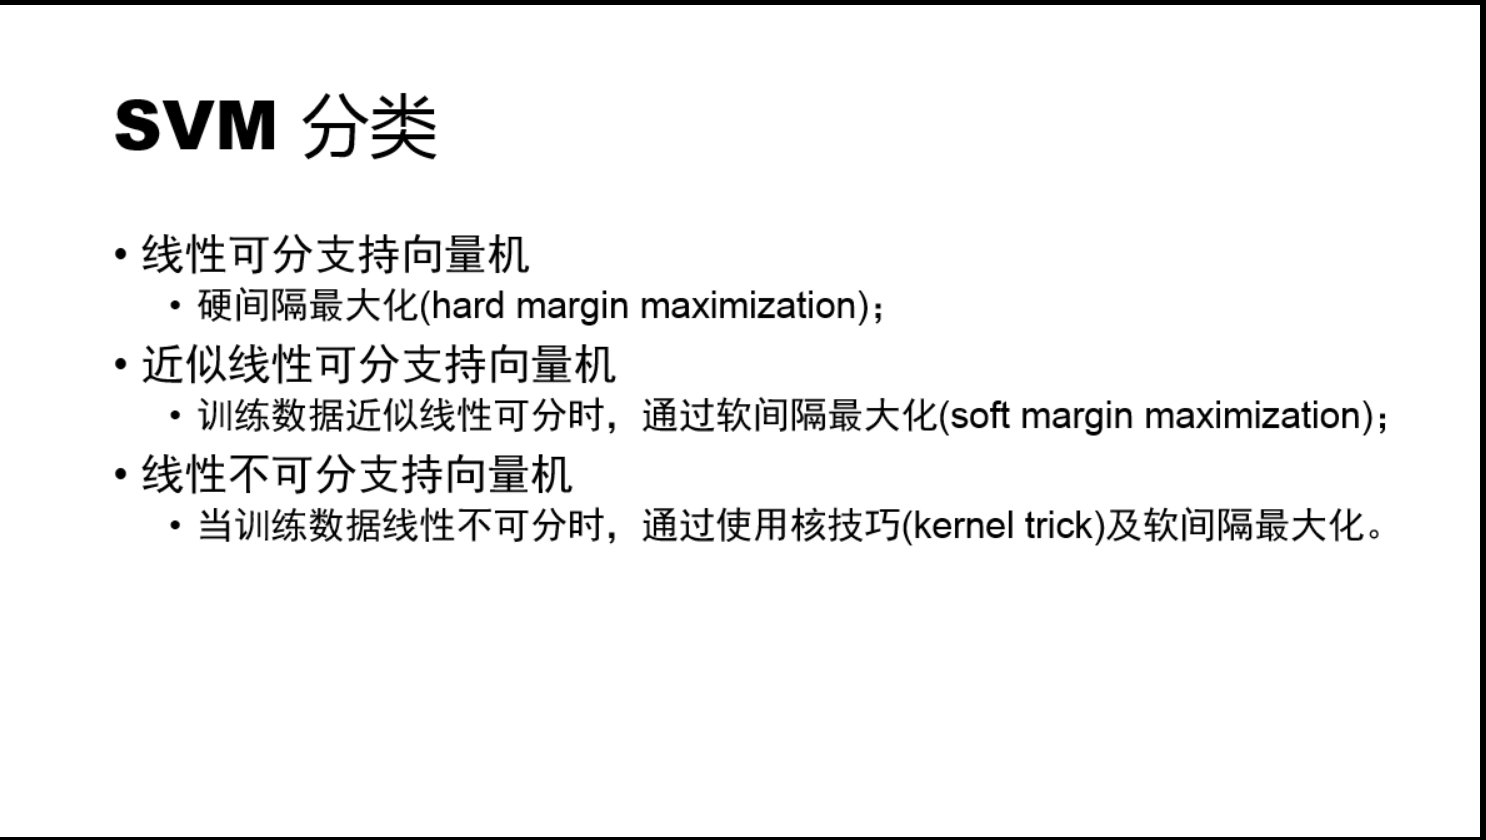 SVM 分类
• 线性可分支持向量机
• 硬间隔最大化(hard margin maximization)；
• 近似线性可分支持向量机
• 训练数据近似线性可分时，通过软间隔最大化(soft margin maximization)；
• 线性不可分支持向量机
• 当训练数据线性不可分时，通过使用核技巧(kernel trick)及软间隔最大化。